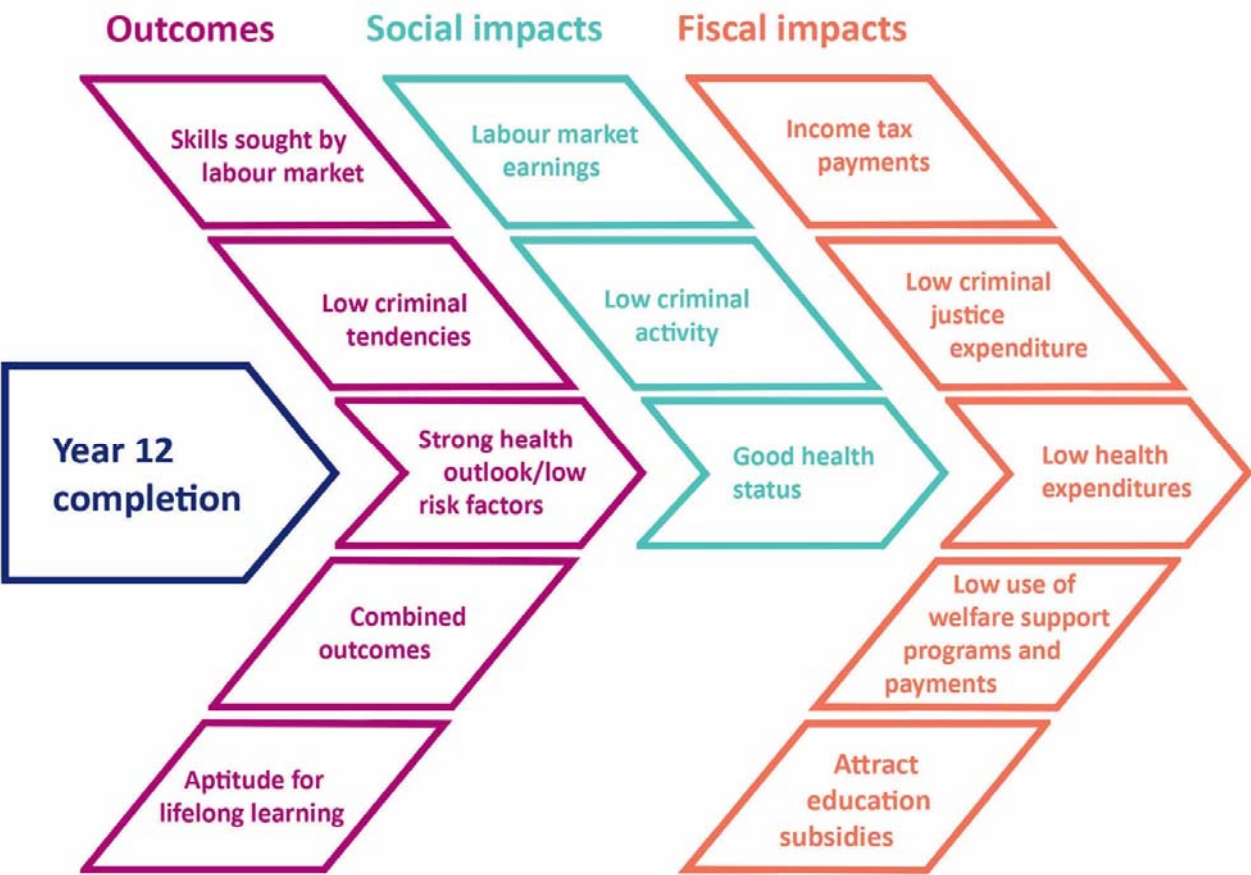 Outcomes
Social impacts
Fiscal impacts
Skills sought by
labour market
Labour market
earnings
Income tax
payments
Low criminal
tendencies
Low criminal
activity
Low criminal
justice
expenditure
Year 12
completion
Strong health
outlook/low
risk factors
Good health
status
Low health
expenditures
Combined
outcomes
Low use of
welfare support
programs and
payments
Aptitude for
lifelong learning
Attract
education
subsidies